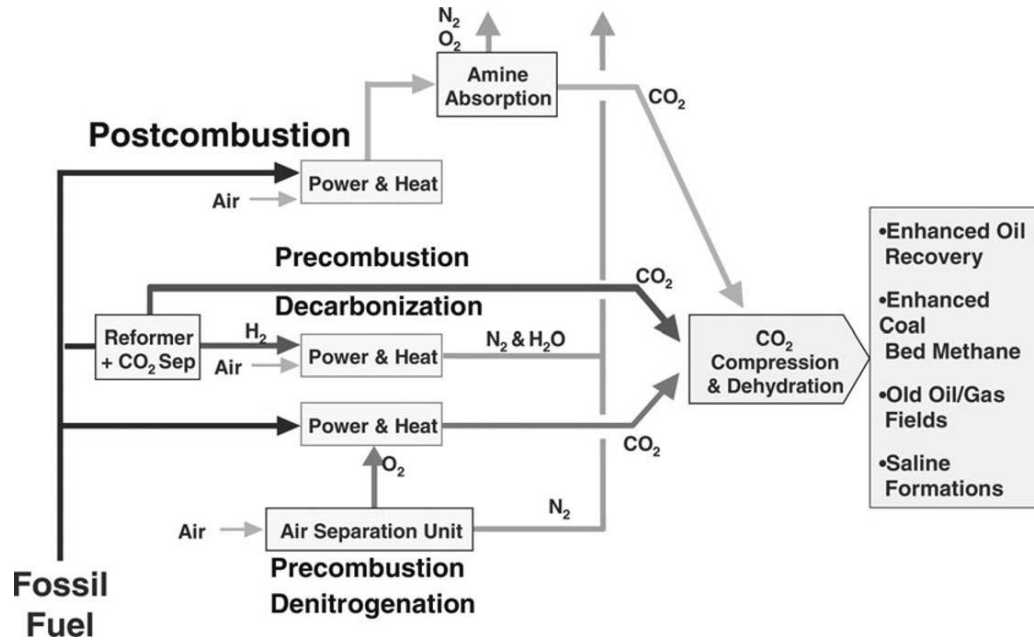 N₂
O₂
Amine
Absorption
CO₂
Postcombustion
Power & Heat
Air
Precombustion
CO₂
Decarbonization
Reformer
+ CO₂ Sep
H₂
Air
Power & Heat
N₂ & H₂O
CO₂
Compression
& Dehydration
•Enhanced Oil
Recovery
•Enhanced
Coal
Bed Methane
•Old Oil/Gas
Fields
•Saline
Formations
Power & Heat
CO₂
O₂
Air
Air Separation Unit
N₂
Precombustion
Denitrogenation
Fossil
Fuel